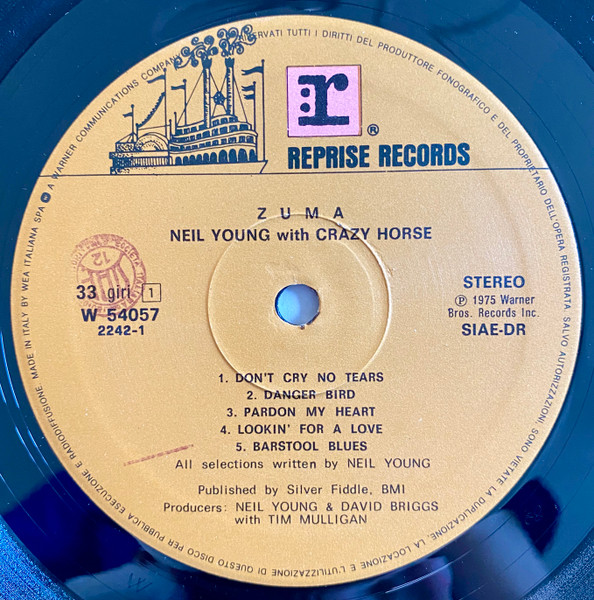 MADE IN ITALY BY WEA ITALIANA SPA
A WARNER COMMUNICATIONS COMPANY
RISERVATI TUTTI I DIRITTI DEL PRODUTTORE FONOGRAFICO E DEL PROPRIETARIO DELL'OPERA REGISTRATA. SALVO AUTORIZZAZIONI, SONO VIETATE LA DUPLICAZIONE, LA LOCAZIONE E L'UTILIZZAZIONE DI QUESTO DISCO PER PUBBLICA ESECUZIONE E RADIODIFFUSIONE.
r ®
REPRISE RECORDS
ZUMA
NEIL YOUNG with CRAZY HORSE
33 giri 1
W 54057
2242-1
12
STEREO
℗ 1975 Warner
Bros. Records Inc.
SIAE-DR
1. DON'T CRY NO TEARS
2. DANGER BIRD
3. PARDON MY HEART
4. LOOKIN' FOR A LOVE
5. BARSTOOL BLUES
All selections written by NEIL YOUNG
Published by Silver Fiddle, BMI
Producers: NEIL YOUNG & DAVID BRIGGS
with TIM MULLIGAN